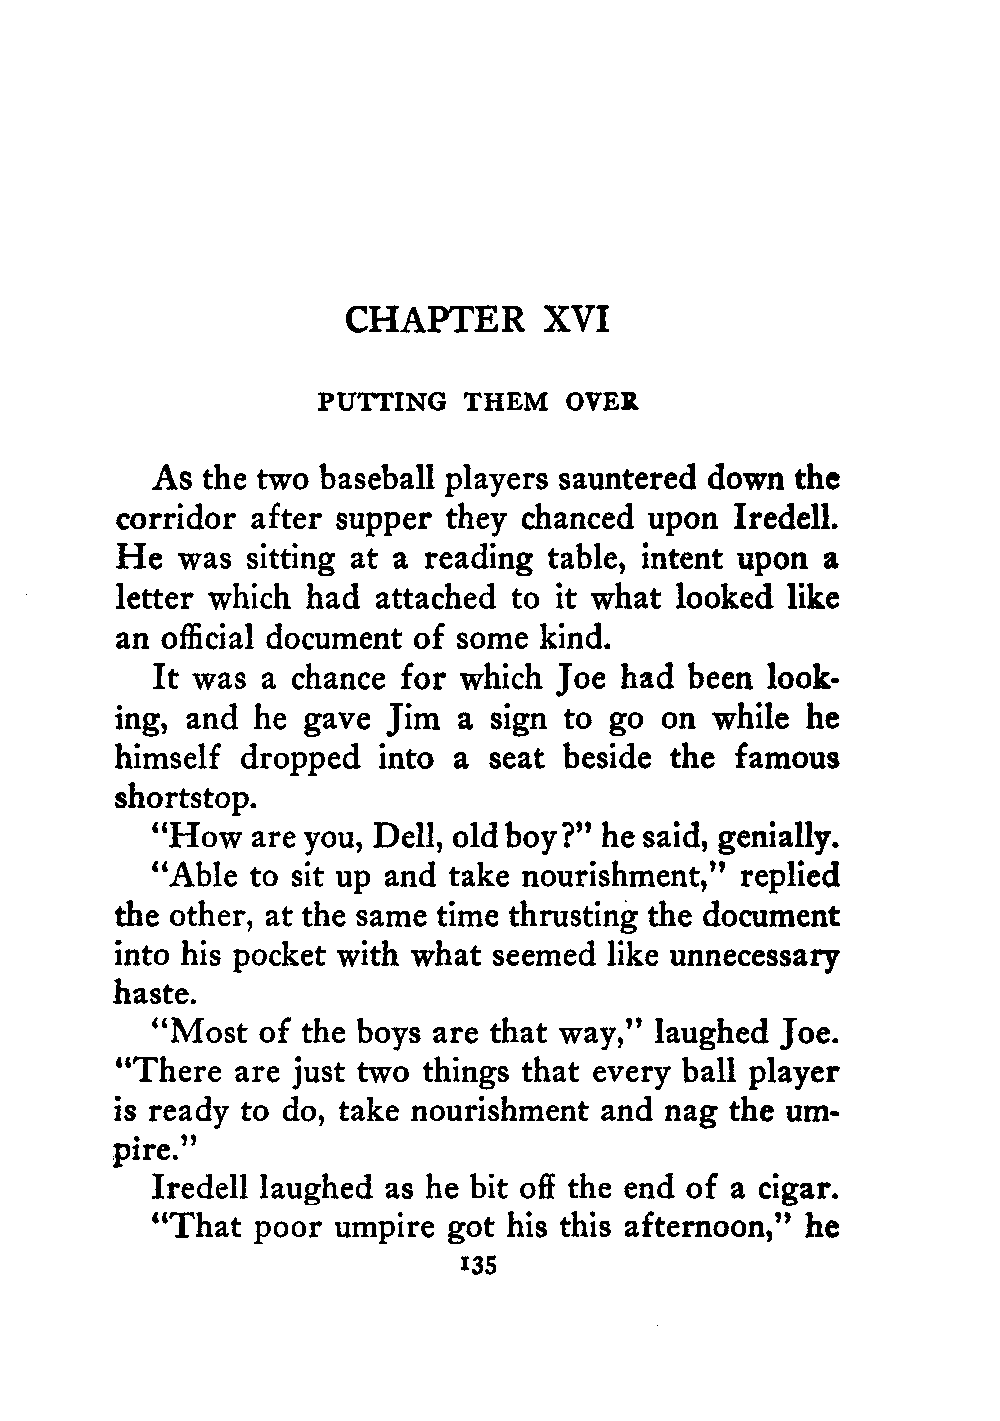 CHAPTER XVI
PUTTING THEM OVER
As the two baseball players sauntered down the
corridor after supper they chanced upon Iredell.
He was sitting at a reading table, intent upon a
letter which had attached to it what looked like
an official document of some kind.
It was a chance for which Joe had been look-
ing, and he gave Jim a sign to go on while he
himself dropped into a seat beside the famous
shortstop.
"How are you, Dell, old boy?" he said, genially.
"Able to sit up and take nourishment," replied
the other, at the same time thrusting the document
into his pocket with what seemed like unnecessary
haste.
"Most of the boys are that way," laughed Joe.
"There are just two things that every ball player
is ready to do, take nourishment and nag the um-
pire."
Iredell laughed as he bit off the end of a cigar.
"That poor umpire got his this afternoon," he
135